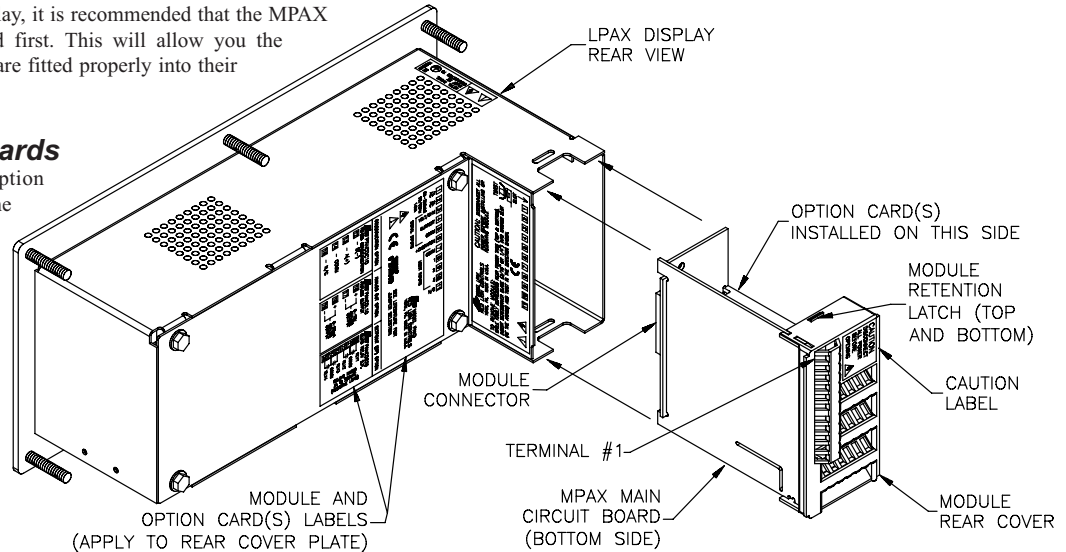 lay, it is recommended that the MPAX
d first. This will allow you the
are fitted properly into their
ards
ption
ne
LPAX DISPLAY
REAR VIEW
OPTION CARD(S)
INSTALLED ON THIS SIDE
MODULE
RETENTION
LATCH (TOP
AND BOTTOM)
MODULE
CONNECTOR
CAUTION
LABEL
TERMINAL #1
MODULE AND
OPTION CARD(S) LABELS
(APPLY TO REAR COVER PLATE)
MPAX MAIN
CIRCUIT BOARD
(BOTTOM SIDE)
MODULE
REAR COVER